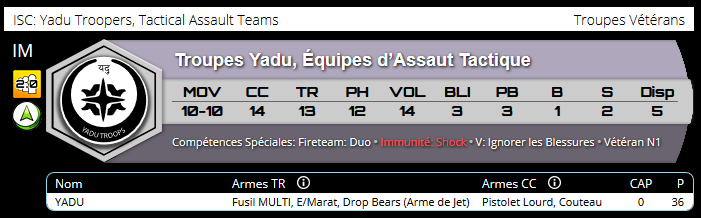 ISC: Yadu Troopers, Tactical Assault Teams Troupes Vétérans
IM
Troupes Yadu, Équipes d'Assaut Tactique
MOV CC TR PH VOL BLI PB B S Disp
10-10 14 13 12 14 3 3 1 2 5
यदु
YADU TROOPS
Compétences Spéciales: Fireteam: Duo • Immunité: Shock • V: Ignorer les Blessures • Vétéran N1
Nom Armes TR Armes CC CAP P
YADU Fusil MULTI, E/Marat, Drop Bears (Arme de Jet) Pistolet Lourd, Couteau 0 36